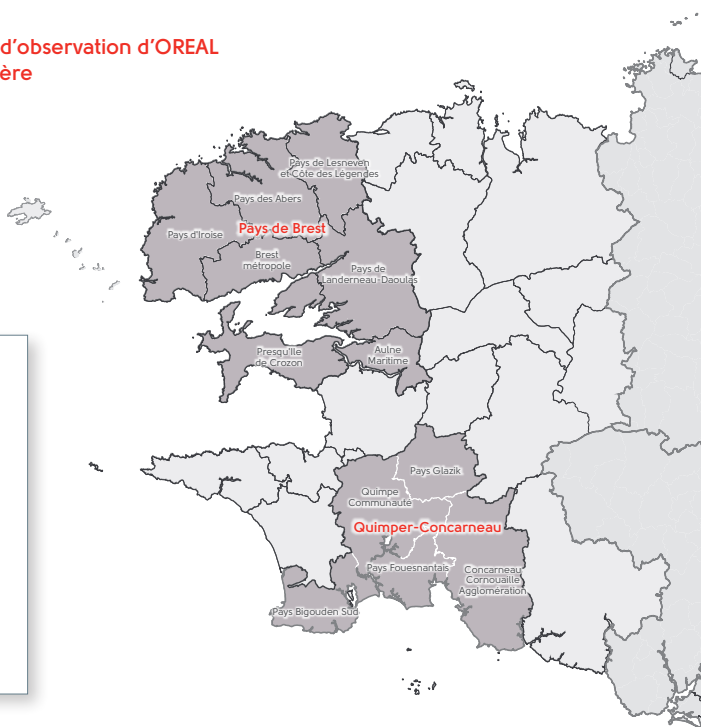 d'observation d'OREAL
ère
Pays de Lesneven
et Côte des Légendes
Pays des Abers
Pays d'Iroise
Pays de Brest
Brest
métropole
Pays de
Landerneau-Daoulas
Presqu'Ile
de Crozon
Aulne
Maritime
Pays Glazik
Quimpe
Communauté
Quimper-Concarneau
Pays Fouesnantais
Concarneau
Cornouaille
Agglomération
Pays Bigouden Sud